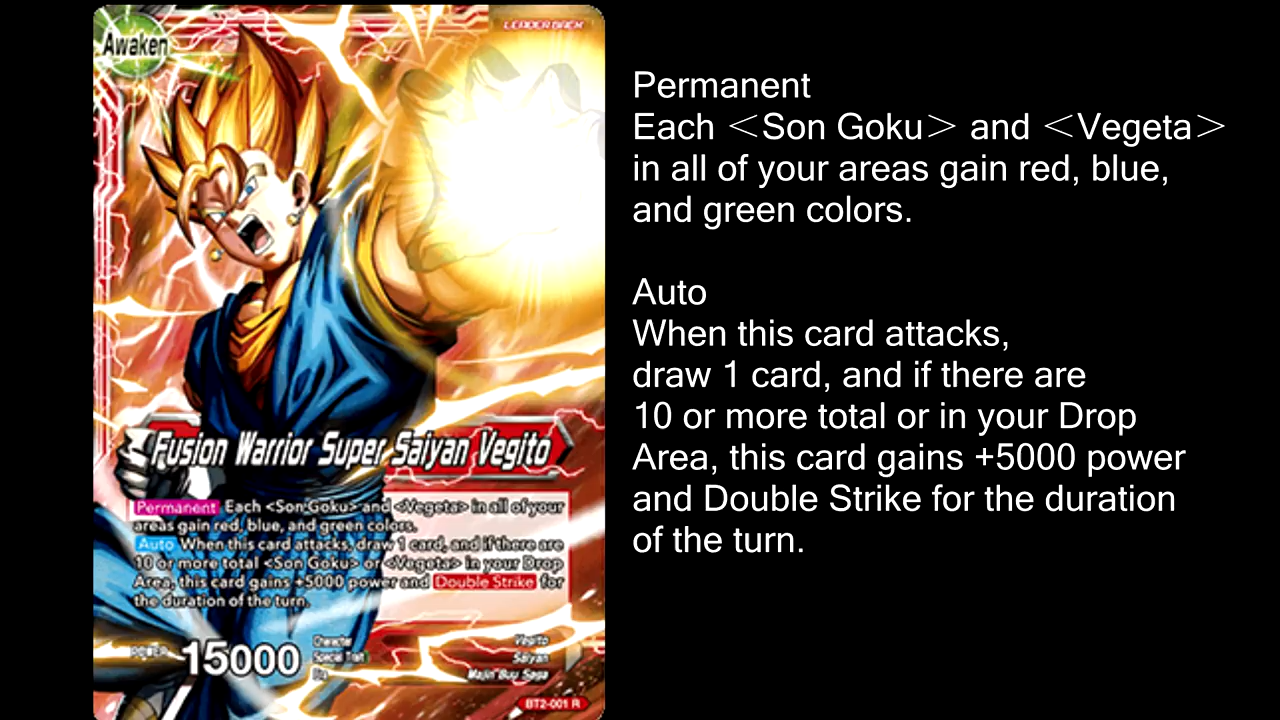 Awaken
LEADER BACK
Fusion Warrior Super Saiyan Vegito
Permanent Each <Son Goku> and <Vegeta> in all of your
areas gain red, blue, and green colors.
Auto When this card attacks, draw 1 card, and if there are
10 or more total <Son Goku> or <Vegeta> in your Drop
Area, this card gains +5000 power and Double Strike for
the duration of the turn.
POWER 15000
Character Vegito
Special Trait Saiyan
Era Majin Buu Saga
BT2-001 R
Permanent
Each <Son Goku> and <Vegeta>
in all of your areas gain red, blue,
and green colors.
Auto
When this card attacks,
draw 1 card, and if there are
10 or more total or in your Drop
Area, this card gains +5000 power
and Double Strike for the duration
of the turn.